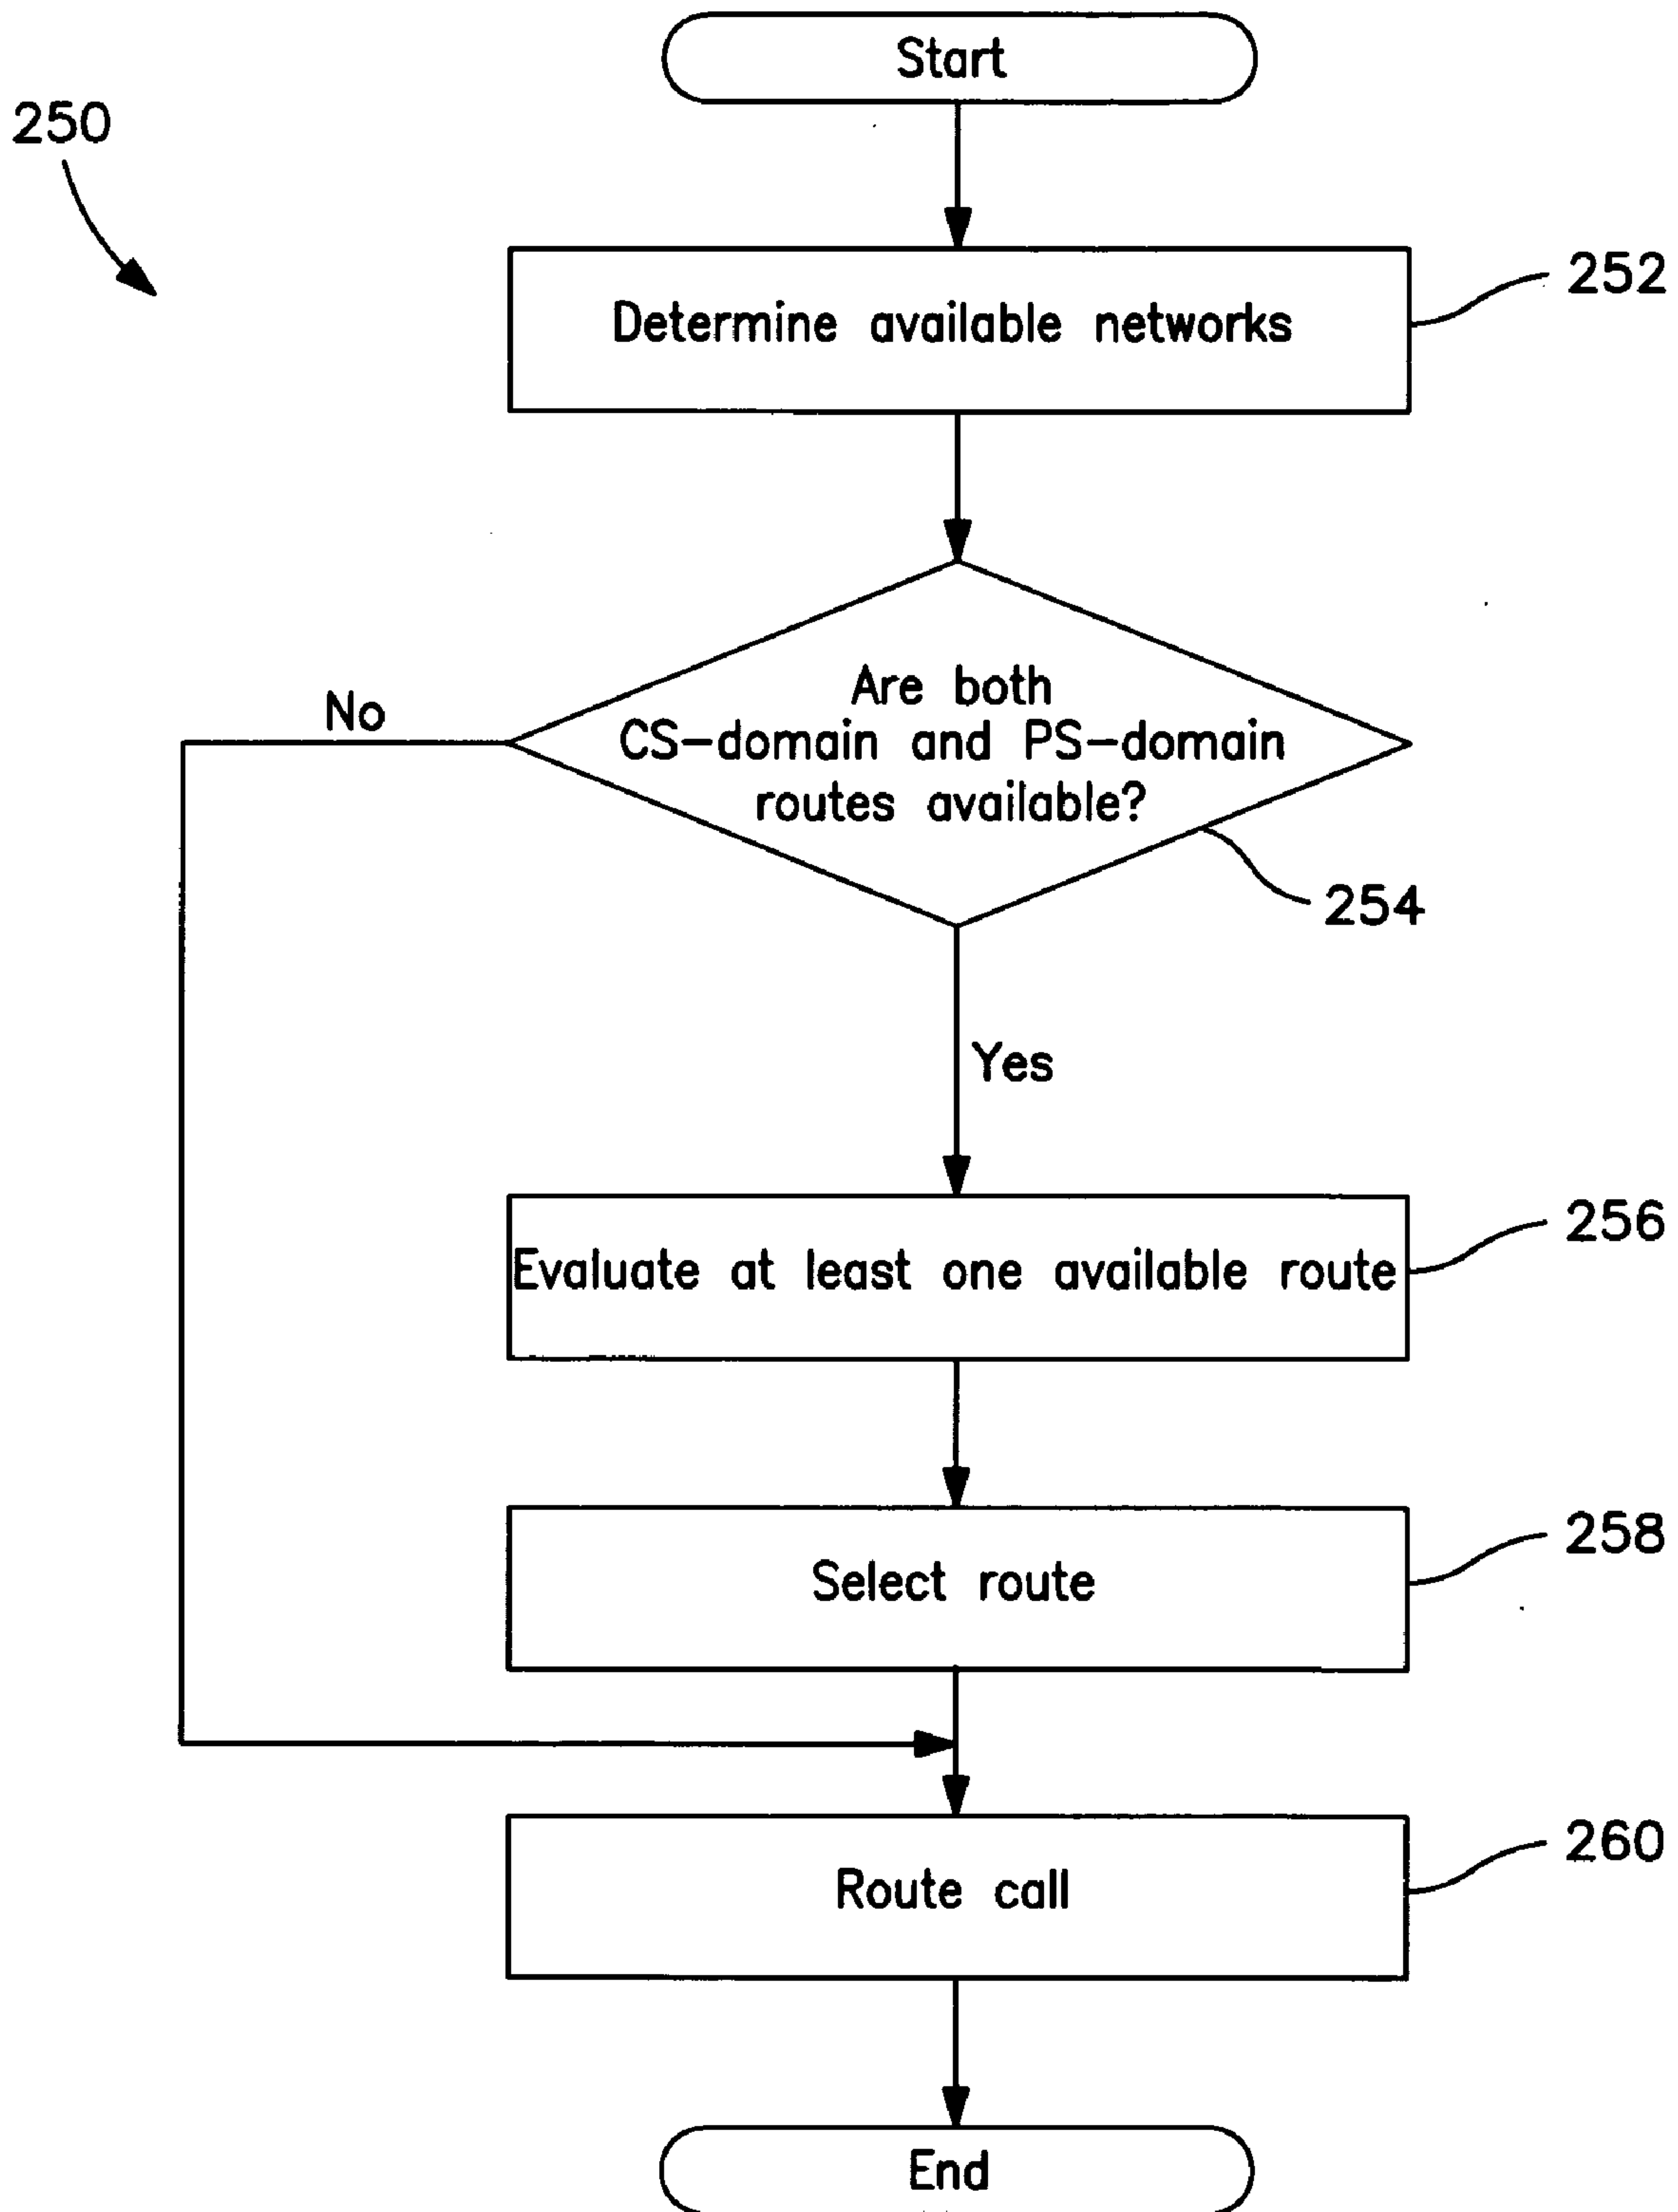 Start
250
Determine available networks
252
Are both
CS-domain and PS-domain
routes available?
No
254
Yes
Evaluate at least one available route
256
Select route
258
Route call
260
End